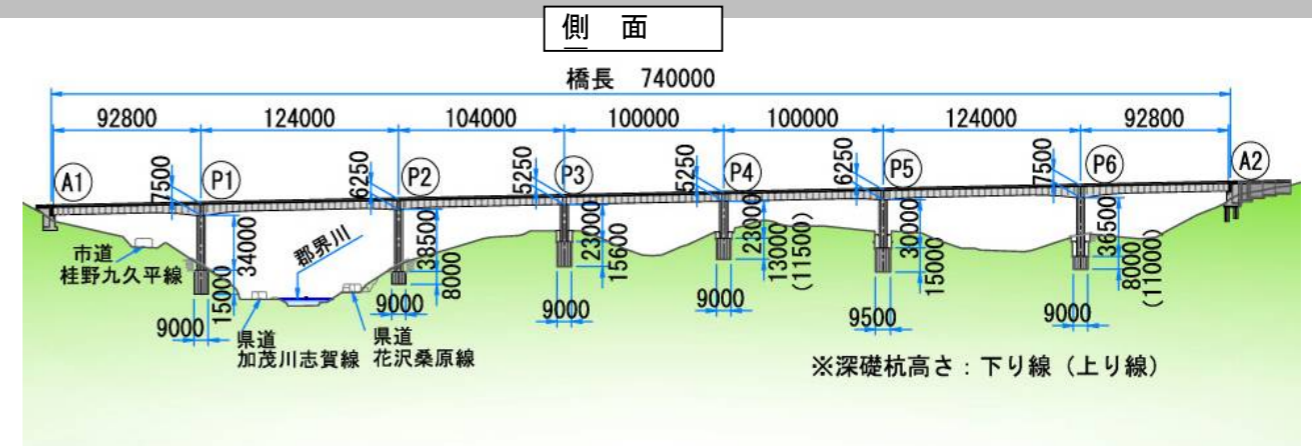 側 面
橋長 740000
92800 124000 104000 100000 100000 124000 92800
7500 6250 5250 5250 6250 7500
A1 P1 P2 P3 P4 P5 P6 A2
34000 38500 23000 23000 30000 36500
15000 8000 15600 13000 (11500) 15000 8000 (11000)
郡界川
市道
桂野九久平線
9000 9000 9000 9000 9500 9000
県道
加茂川志賀線
県道
花沢桑原線
※深礎杭高さ:下り線(上り線)